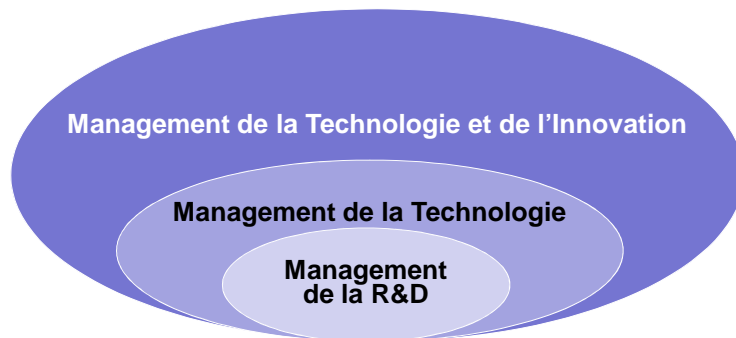 Management de la Technologie et de l’Innovation
Management de la Technologie
Management
de la R&D